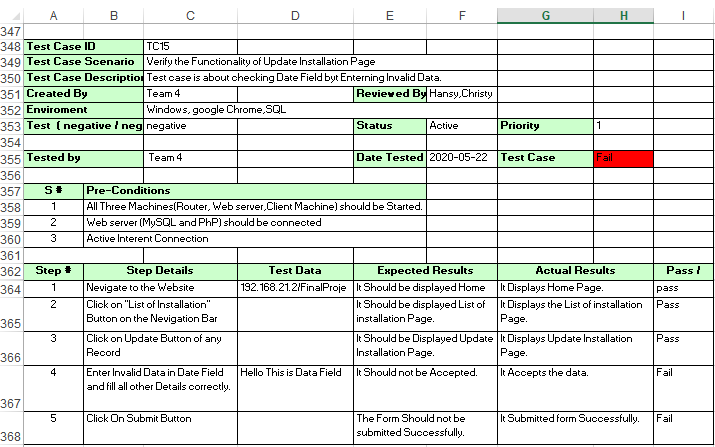 A B C D E F G H I
347
348 Test Case ID TC15
349 Test Case Scenario Verify the Functionality of Update Installation Page
350 Test Case Description Test case is about checking Date Field byt Enterning Invalid Data.
351 Created By Team 4 Reviewed By Hansy,Christy
352 Enviroment Windows, google Chrome,SQL
353 Test ( negative / neg negative Status Active Priority 1
354
355 Tested by Team 4 Date Tested 2020-05-22 Test Case Fail
356
357 S # Pre-Conditions
358 1 All Three Machines(Router, Web server,Client Machine) should be Started.
359 2 Web server (MySQL and PhP) should be connected
360 3 Active Interent Connection
361
362 Step # Step Details Test Data Expected Results Actual Results Pass /
364 1 Nevigate to the Website 192.168.21.2/FinalProje It Should be displayed Home It Displays Home Page. pass
2 Click on "List of Installation" It Should be displayed List of It Displays the List of installation Pass
365 Button on the Nevigation Bar installation Page. Page.
3 Click on Update Button of any It Should be Displayed Update It Displays Update Installation Pass
366 Record Installation Page. Page.
4 Enter Invalid Data in Date Field Hello This is Data Field It Should not be Accepted. It Accepts the data. Fail
and fill all other Details correctly.
367
5 Click On Submit Button The Form Should not be It Submitted form Successfully. Fail
368 submitted Successfully.